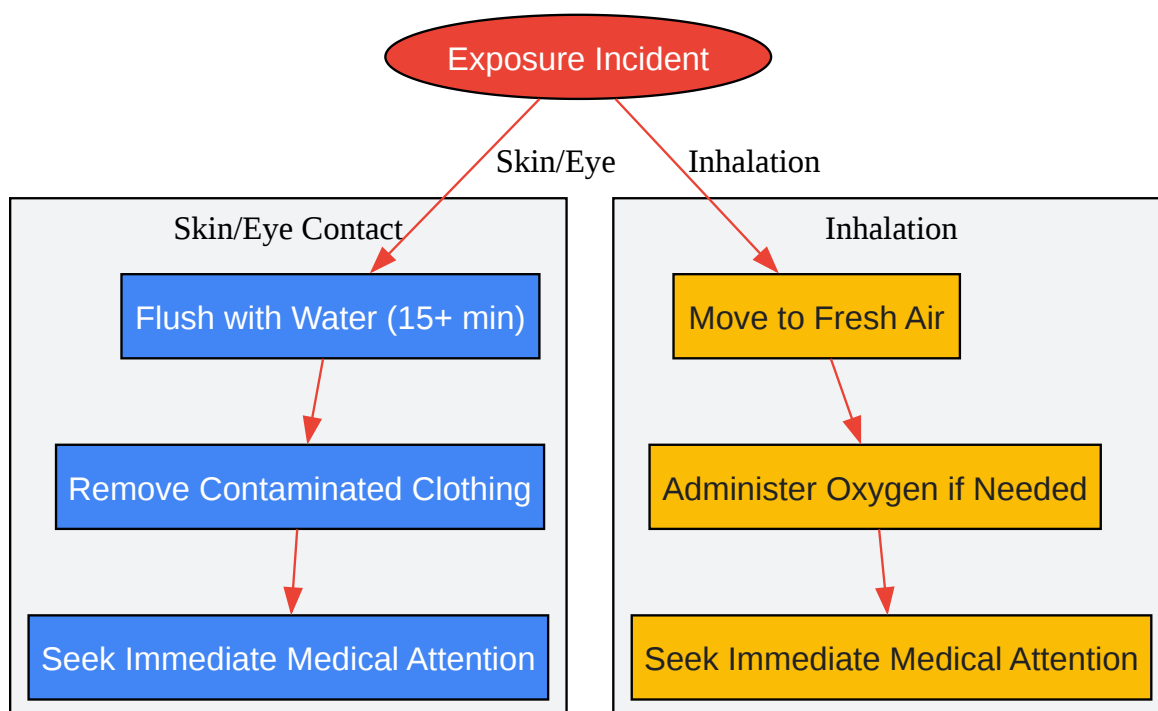 Exposure Incident
Skin/Eye
Inhalation
Skin/Eye Contact
Flush with Water (15+ min)
Remove Contaminated Clothing
Seek Immediate Medical Attention
Inhalation
Move to Fresh Air
Administer Oxygen if Needed
Seek Immediate Medical Attention